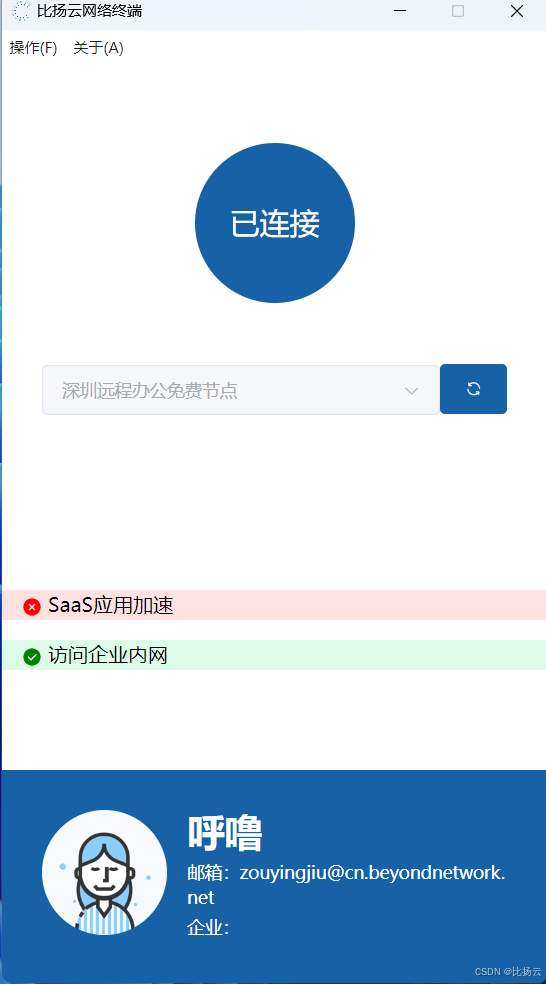 比扬云网络终端
操作(F) 关于(A)
已连接
深圳远程办公免费节点
SaaS应用加速
访问企业内网
呼噜
邮箱：zouyingjiu@cn.beyondnetwork.
net
企业：
CSDN @比扬云